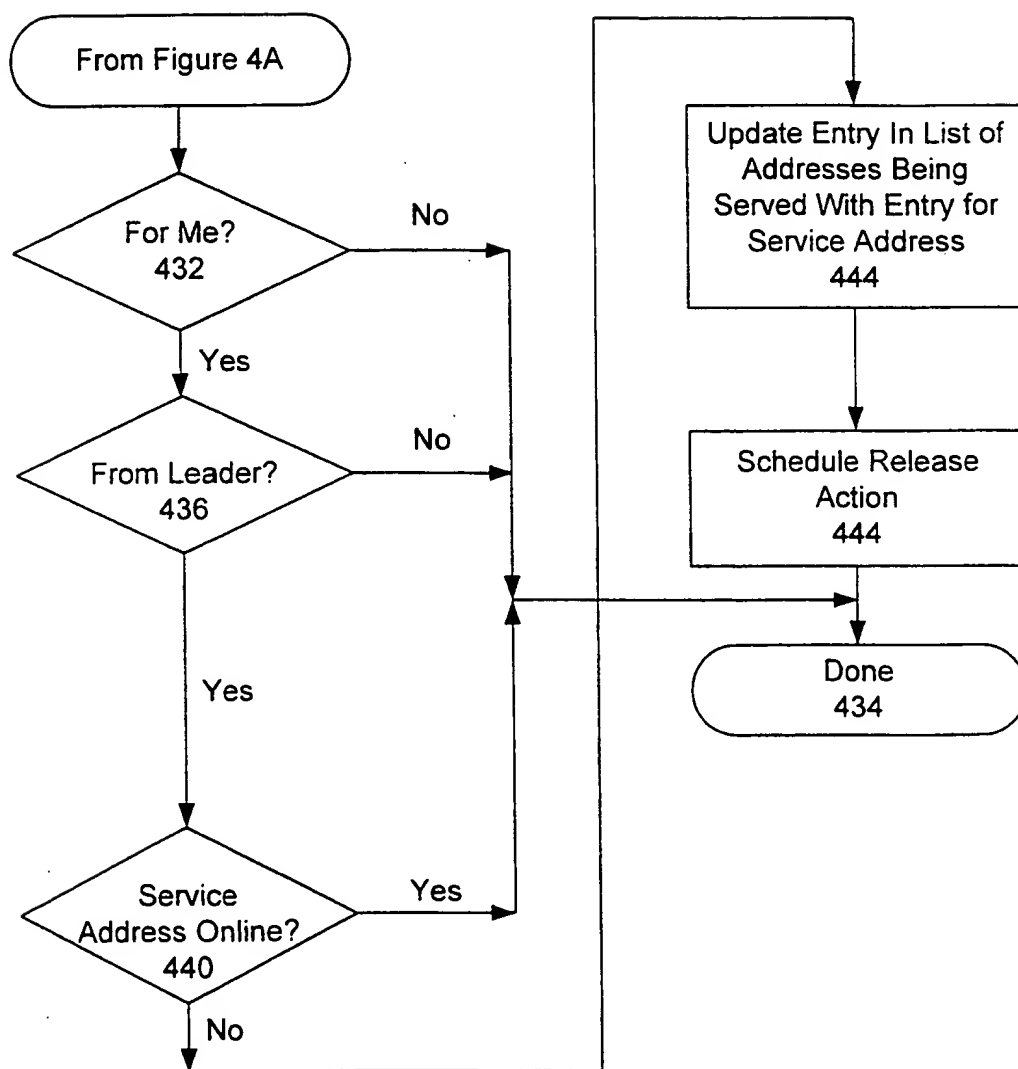 From Figure 4A
For Me?
432
No
Yes
From Leader?
436
No
Yes
Service
Address Online?
440
Yes
No
Update Entry In List of
Addresses Being
Served With Entry for
Service Address
444
Schedule Release
Action
444
Done
434